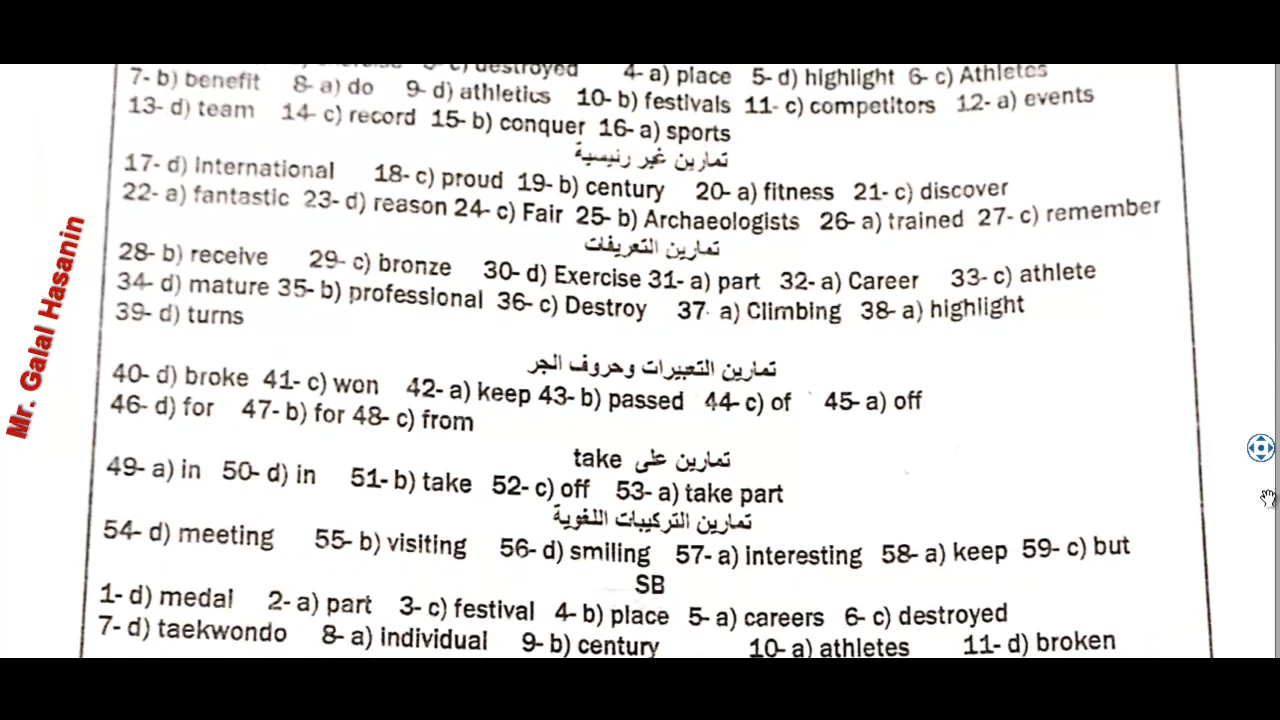 destroyed 4- a) place 5- d) highlight 6- c) Athletes
7- b) benefit 8- a) do 9- d) athletics 10- b) festivals 11- c) competitors 12- a) events
13- d) team 14- c) record 15- b) conquer 16- a) sports
تمارين غير رئيسية
17- d) International 18- c) proud 19- b) century 20- a) fitness 21- c) discover
22- a) fantastic 23- d) reason 24- c) Fair 25- b) Archaeologists 26- a) trained 27- c) remember
تمارين التعريفات
28- b) receive 29- c) bronze 30- d) Exercise 31- a) part 32- a) Career 33- c) athlete
34- d) mature 35- b) professional 36- c) Destroy 37- a) Climbing 38- a) highlight
39- d) turns
تمارين التعبيرات وحروف الجر
40- d) broke 41- c) won 42- a) keep 43- b) passed 44- c) of 45- a) off
46- d) for 47- b) for 48- c) from
تمارين على take
49- a) in 50- d) in 51- b) take 52- c) off 53- a) take part
تمارين التركيبات اللغوية
54- d) meeting 55- b) visiting 56- d) smiling 57- a) interesting 58- a) keep 59- c) but
SB
1- d) medal 2- a) part 3- c) festival 4- b) place 5- a) careers 6- c) destroyed
7- d) taekwondo 8- a) individual 9- b) century 10- a) athletes 11- d) broken
Mr. Galal Hasanin